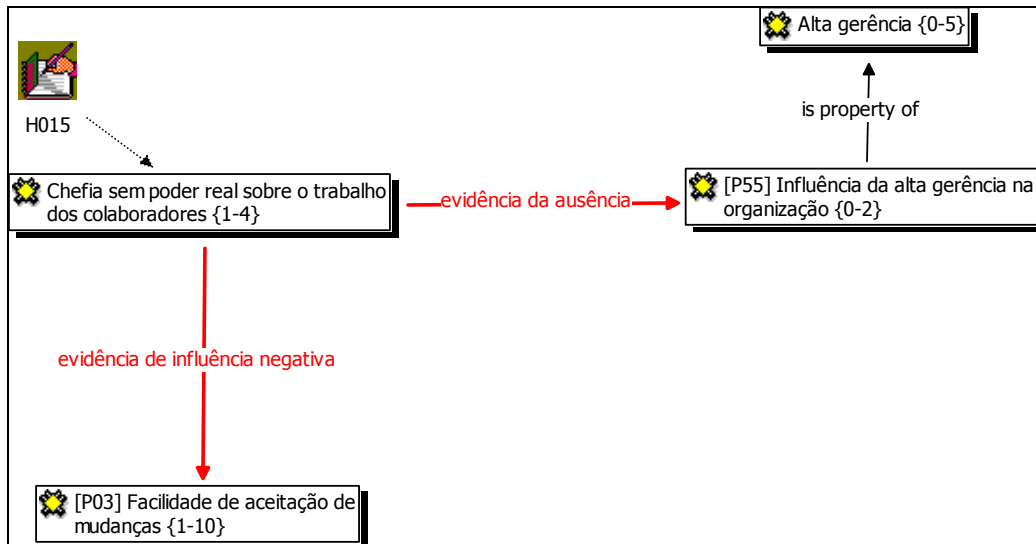 Alta gerência {0-5}
H015
is property of
Chefia sem poder real sobre o trabalho
dos colaboradores {1-4}
evidência da ausência
[P55] Influência da alta gerência na
organização {0-2}
evidência de influência negativa
[P03] Facilidade de aceitação de
mudanças {1-10}